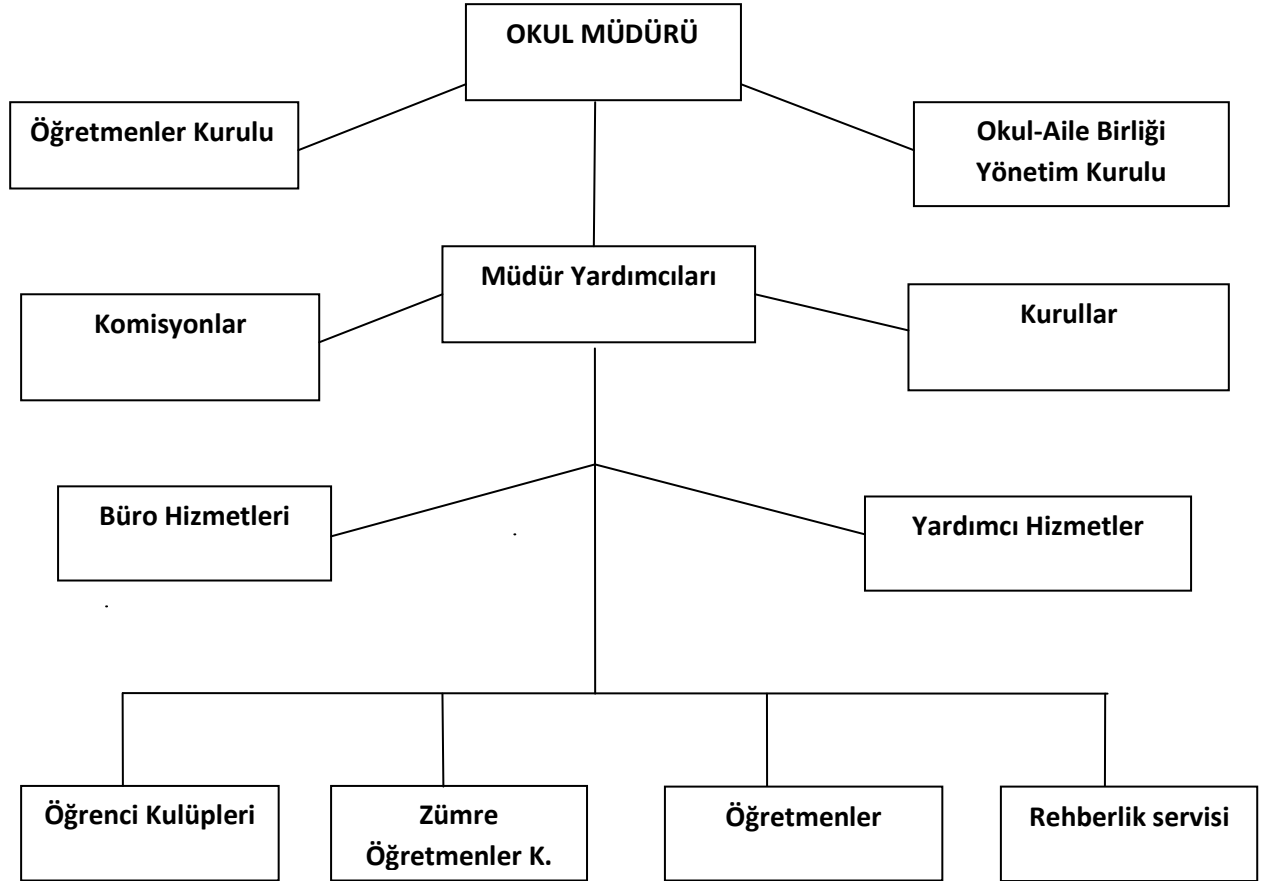 OKUL MÜDÜRÜ
Öğretmenler Kurulu
Okul-Aile Birliği
Yönetim Kurulu
Müdür Yardımcıları
Komisyonlar
Kurullar
Büro Hizmetleri
Yardımcı Hizmetler
Öğrenci Kulüpleri
Zümre
Öğretmenler K.
Öğretmenler
Rehberlik servisi